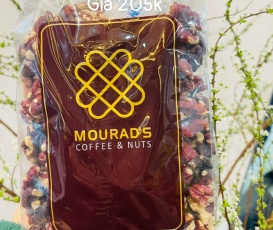 Giá 205k
MOURAD'S
COFFEE & NUTS